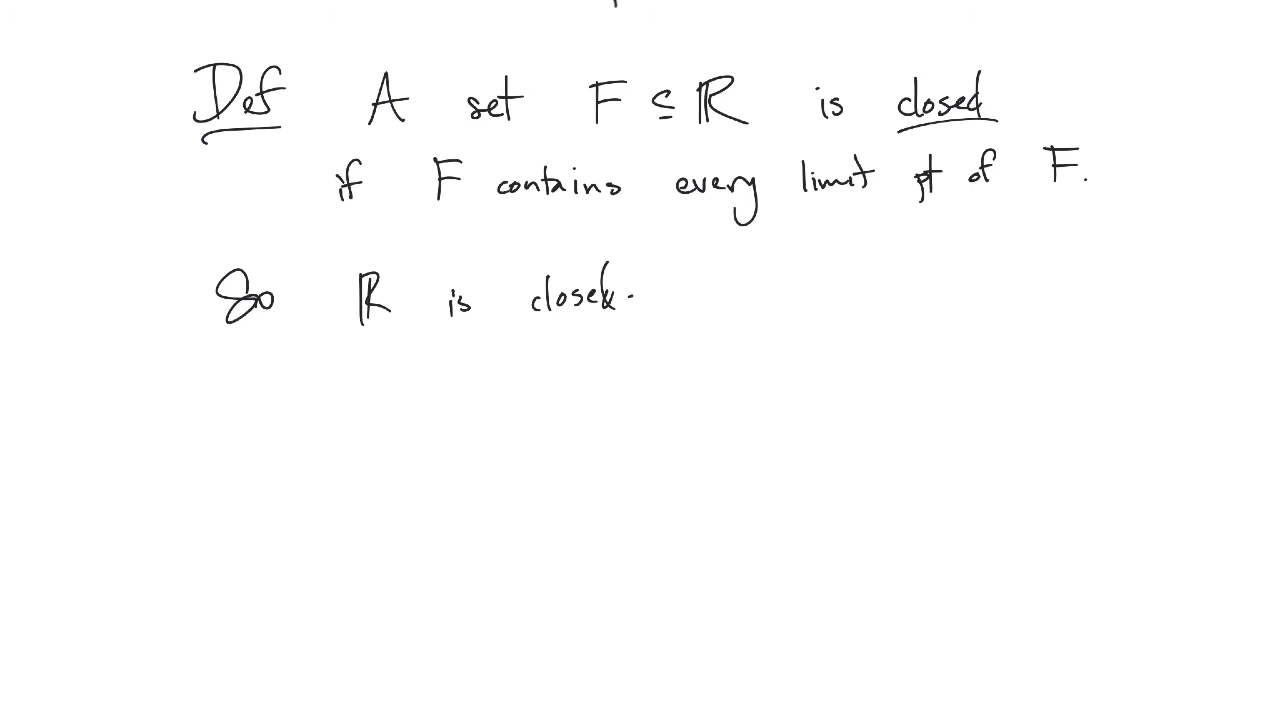 Def A set F ⊆ ℝ is closed
if F contains every limit pt of F.
So ℝ is closed.